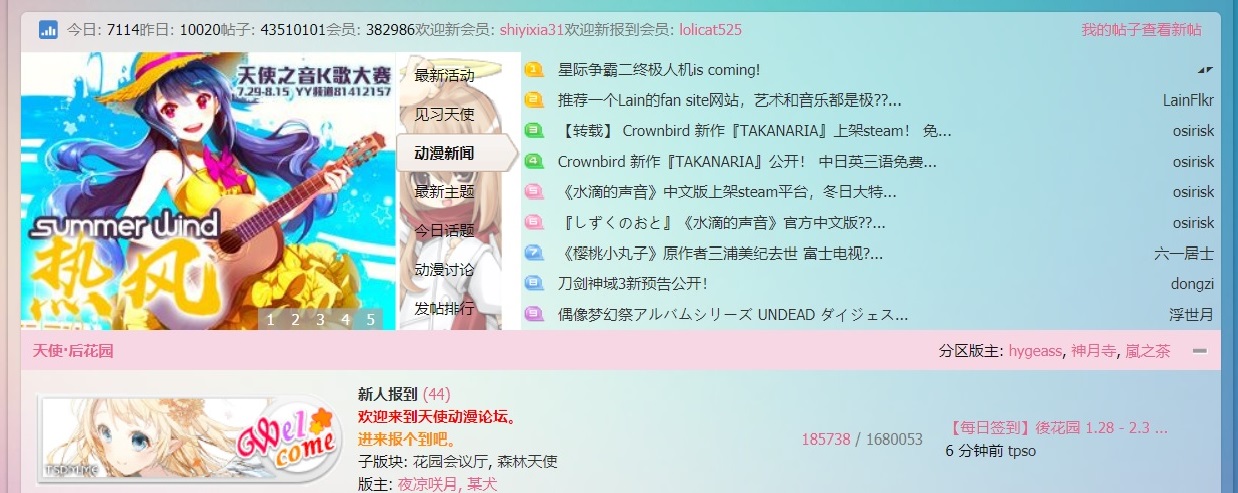 今日: 7114昨日: 10020帖子: 43510101会员: 382986欢迎新会员: shiyixia31欢迎新报到会员: lolicat525
我的帖子查看新帖
天使之音K歌大赛
7.29-8.15 YY频道81412157
summer wind
热风
1 2 3 4 5
最新活动
见习天使
动漫新闻
最新主题
今日话题
动漫讨论
发帖排行
1 星际争霸二终极人机is coming!
2 推荐一个Lain的fan site网站，艺术和音乐都是极??... LainFlkr
3 【转载】 Crownbird 新作『TAKANARIA』上架steam！ 免... osirisk
4 Crownbird 新作『TAKANARIA』公开！ 中日英三语免费... osirisk
5 《水滴的声音》中文版上架steam平台，冬日大特... osirisk
6 『しずくのおと』《水滴的声音》官方中文版??... osirisk
7 《樱桃小丸子》原作者三浦美纪去世 富士电视?... 六一居士
8 刀剑神域3新预告公开！ dongzi
9 偶像梦幻祭アルバムシリーズ UNDEAD ダイジェス... 浮世月
天使·后花园
分区版主: hygeass, 神月寺, 嵐之茶
Welcome
TSDM.ME
新人报到 (44)
欢迎来到天使动漫论坛。
进来报个到吧。
子版块: 花园会议厅, 森林天使
版主: 夜凉咲月, 某犬
185738 / 1680053
【每日签到】後花园 1.28 - 2.3 ...
6 分钟前 tpso